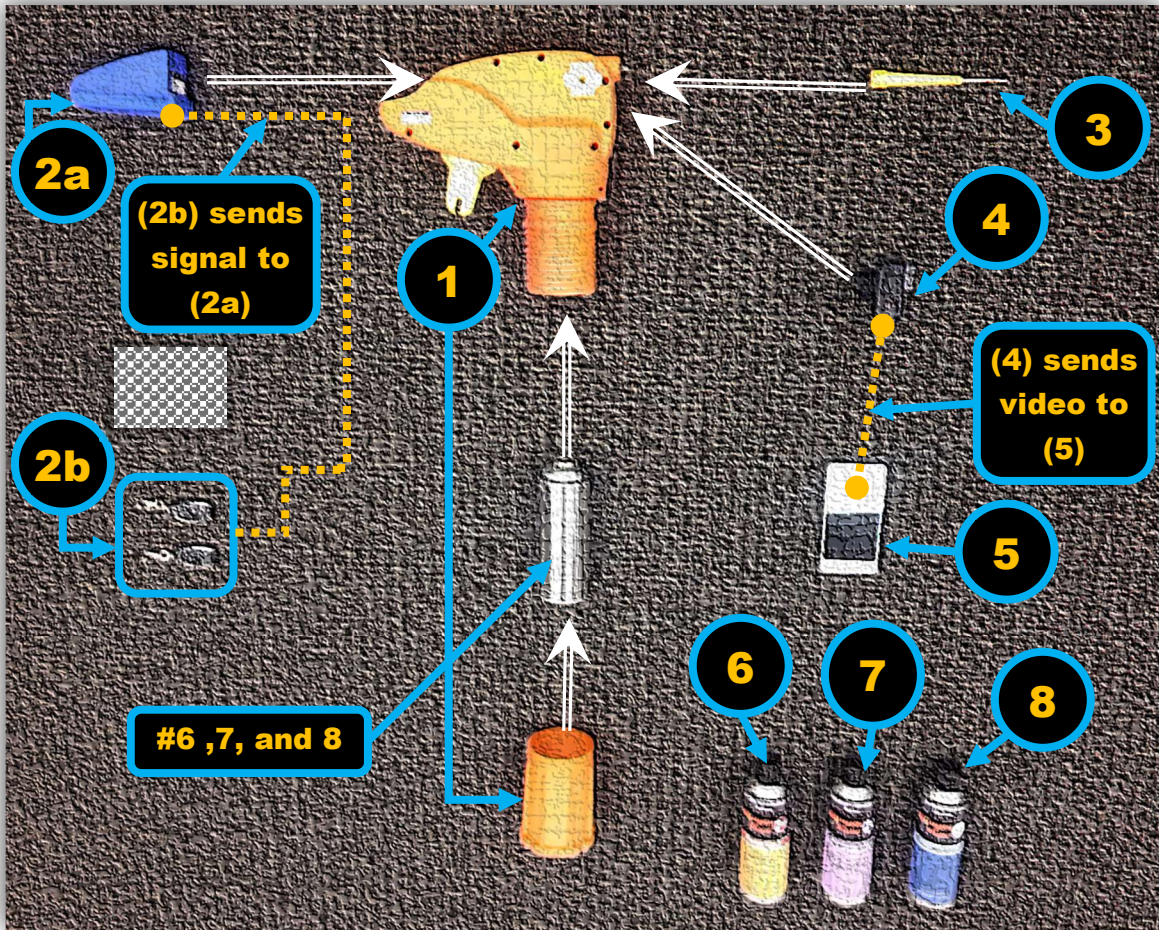 2a
(2b) sends
signal to
(2a)
1
3
4
(4) sends
video to
(5)
2b
5
#6 ,7, and 8
6
7
8